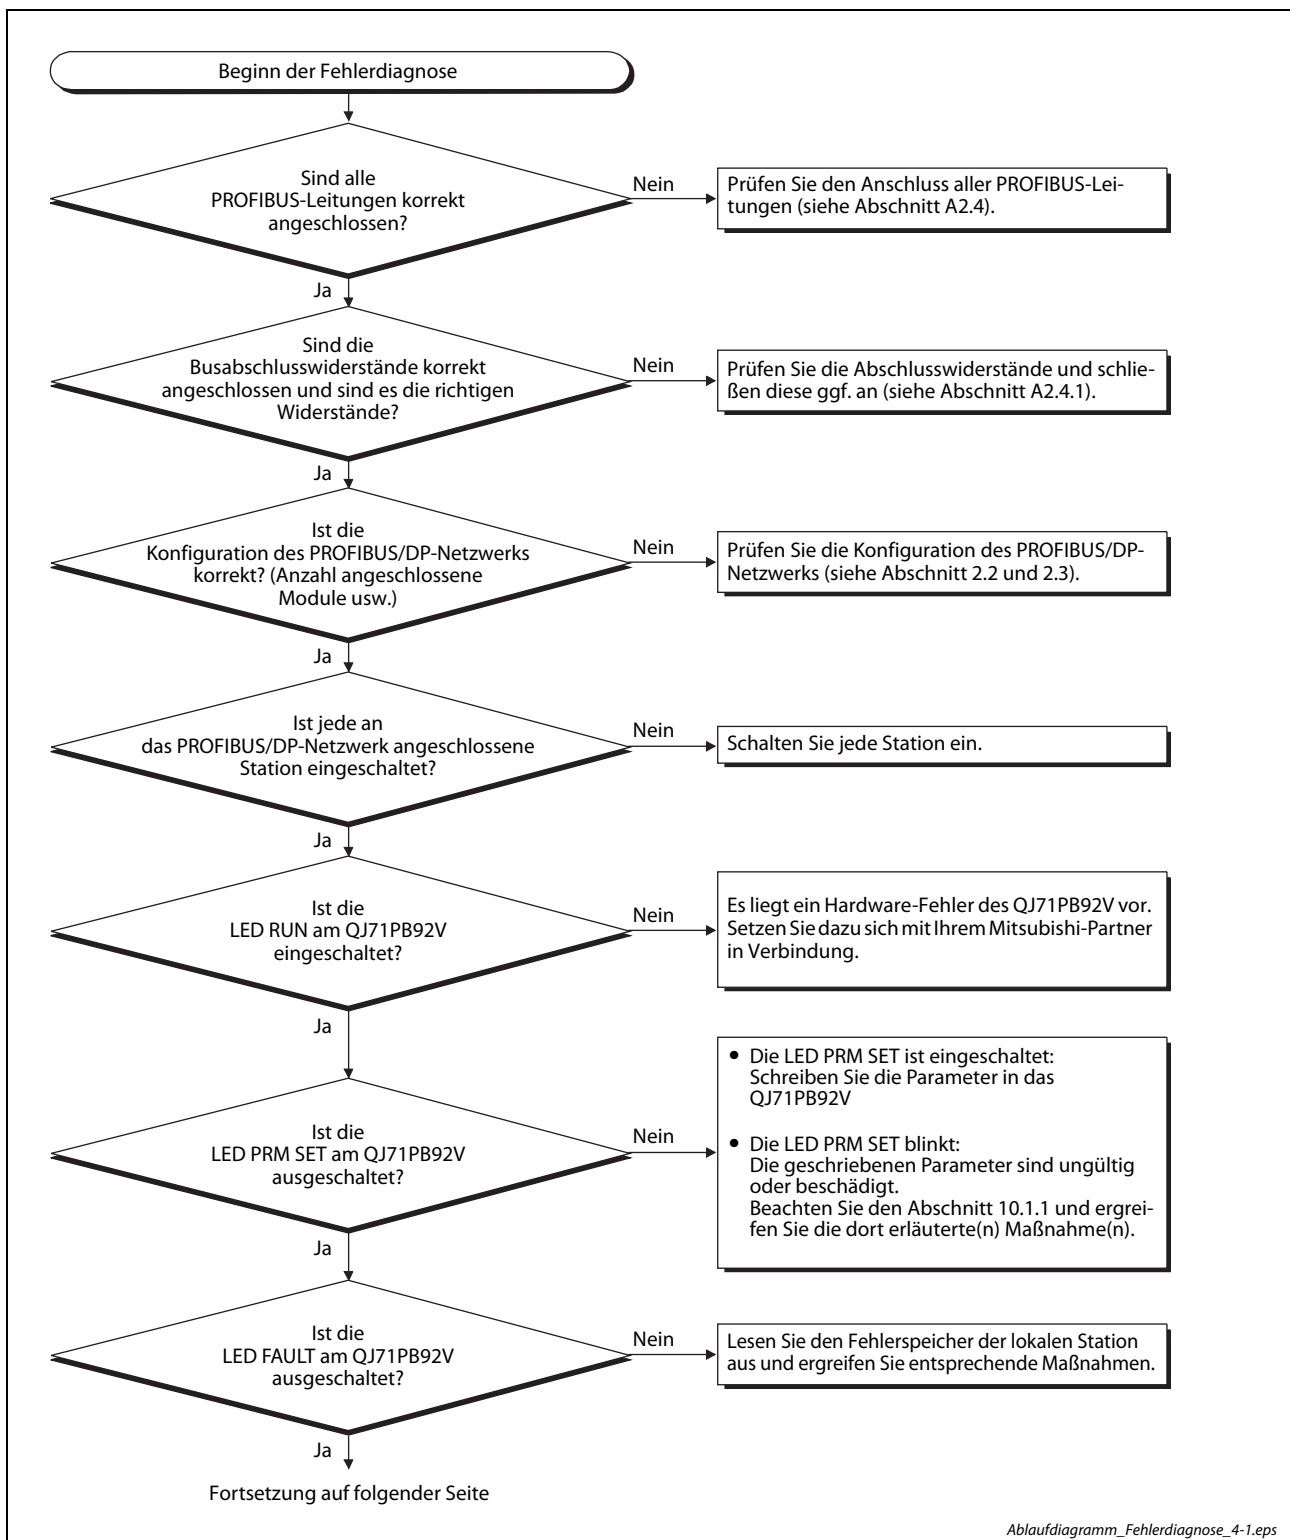 Beginn der Fehlerdiagnose
Sind alle
PROFIBUS-Leitungen korrekt
angeschlossen?
Nein
Prüfen Sie den Anschluss aller PROFIBUS-Lei-
tungen (siehe Abschnitt A2.4).
Ja
Sind die
Busabschlusswiderstände korrekt
angeschlossen und sind es die richtigen
Widerstände?
Nein
Prüfen Sie die Abschlusswiderstände und schlie-
ßen diese ggf. an (siehe Abschnitt A2.4.1).
Ja
Ist die
Konfiguration des PROFIBUS/DP-Netzwerks
korrekt? (Anzahl angeschlossene
Module usw.)
Nein
Prüfen Sie die Konfiguration des PROFIBUS/DP-
Netzwerks (siehe Abschnitt 2.2 und 2.3).
Ja
Ist jede an
das PROFIBUS/DP-Netzwerk angeschlossene
Station eingeschaltet?
Nein
Schalten Sie jede Station ein.
Ja
Ist die
LED RUN am QJ71PB92V
eingeschaltet?
Nein
Es liegt ein Hardware-Fehler des QJ71PB92V vor.
Setzen Sie dazu sich mit Ihrem Mitsubishi-Partner
in Verbindung.
Ja
Ist die
LED PRM SET am QJ71PB92V
ausgeschaltet?
Nein
● Die LED PRM SET ist eingeschaltet:
Schreiben Sie die Parameter in das
QJ71PB92V
● Die LED PRM SET blinkt:
Die geschriebenen Parameter sind ungültig
oder beschädigt.
Beachten Sie den Abschnitt 10.1.1 und ergrei-
fen Sie die dort erläuterte(n) Maßnahme(n).
Ja
Ist die
LED FAULT am QJ71PB92V
ausgeschaltet?
Nein
Lesen Sie den Fehlerspeicher der lokalen Station
aus und ergreifen Sie entsprechende Maßnahmen.
Ja
Fortsetzung auf folgender Seite
Ablaufdiagramm_Fehlerdiagnose_4-1.eps